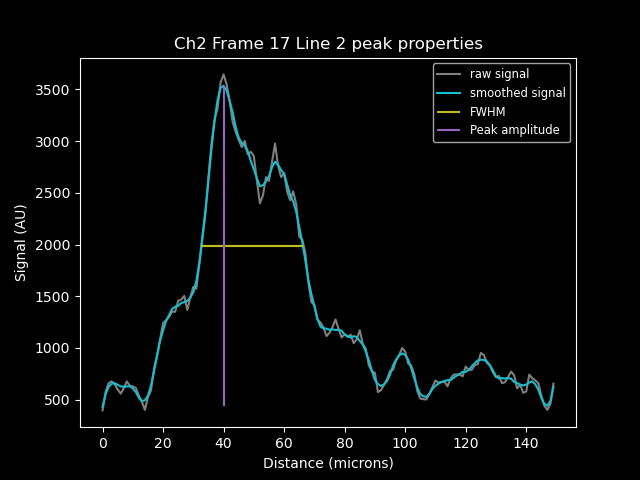 Ch2 Frame 17 Line 2 peak properties
raw signal
smoothed signal
FWHM
Peak amplitude
Signal (AU)
3500
3000
2500
2000
1500
1000
500
0 20 40 60 80 100 120 140
Distance (microns)